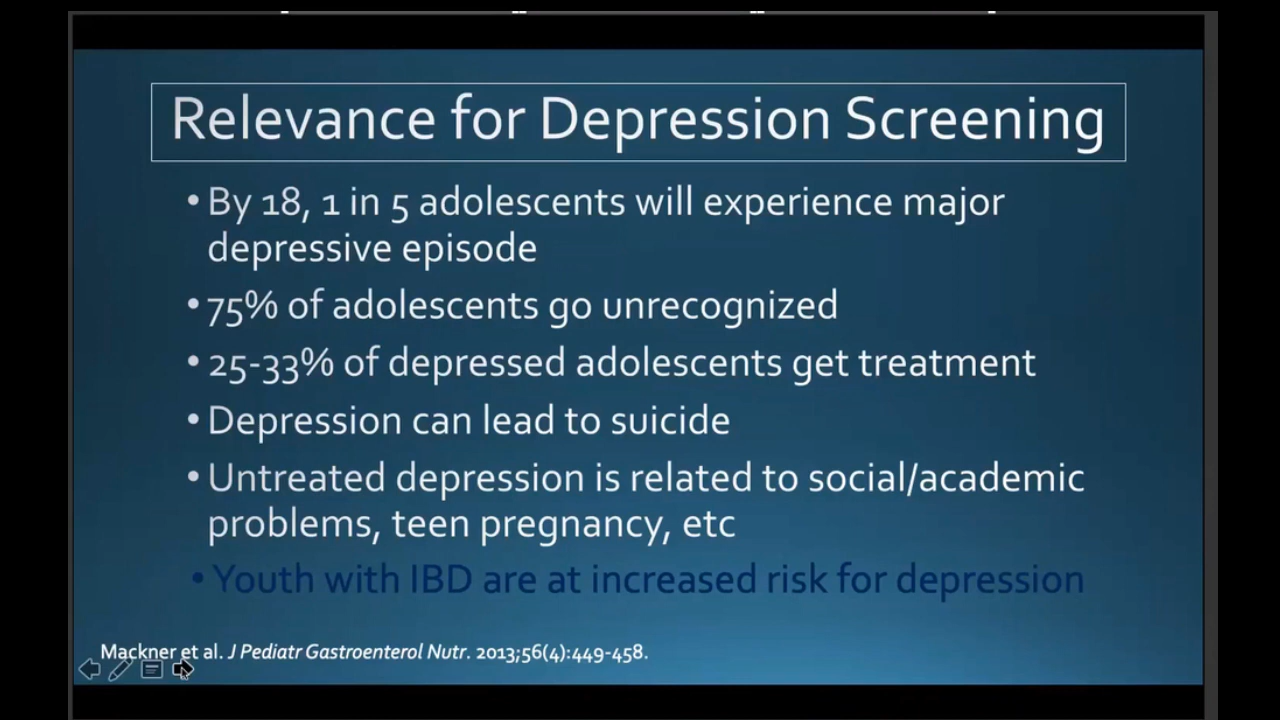 Relevance for Depression Screening
• By 18, 1 in 5 adolescents will experience major
depressive episode
• 75% of adolescents go unrecognized
• 25-33% of depressed adolescents get treatment
• Depression can lead to suicide
• Untreated depression is related to social/academic
problems, teen pregnancy, etc
• Youth with IBD are at increased risk for depression
Mackner et al. J Pediatr Gastroenterol Nutr. 2013;56(4):449-458.